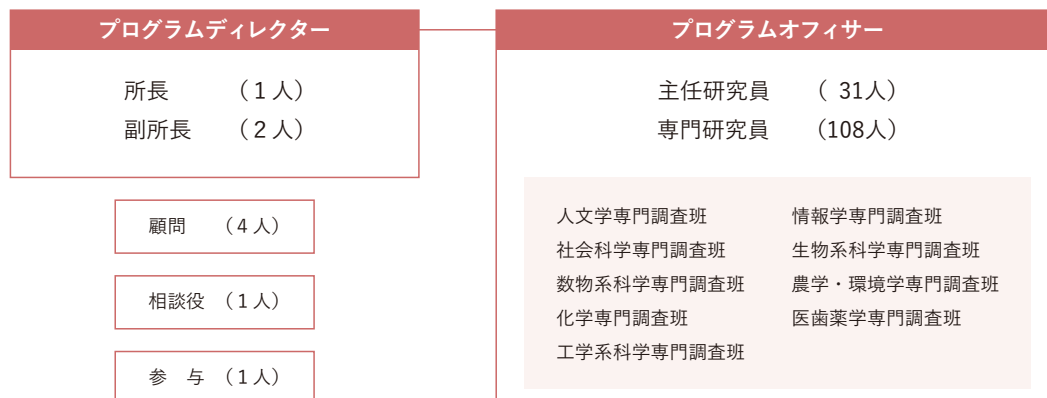 プログラムディレクター
所長　　　（１人）
副所長　　（２人）
顧問　　（４人）
相談役　（１人）
参　与　（１人）
プログラムオフィサー
主任研究員　　（ 31人）
専門研究員　　（108人）
人文学専門調査班
社会科学専門調査班
数物系科学専門調査班
化学専門調査班
工学系科学専門調査班
情報学専門調査班
生物系科学専門調査班
農学・環境学専門調査班
医歯薬学専門調査班